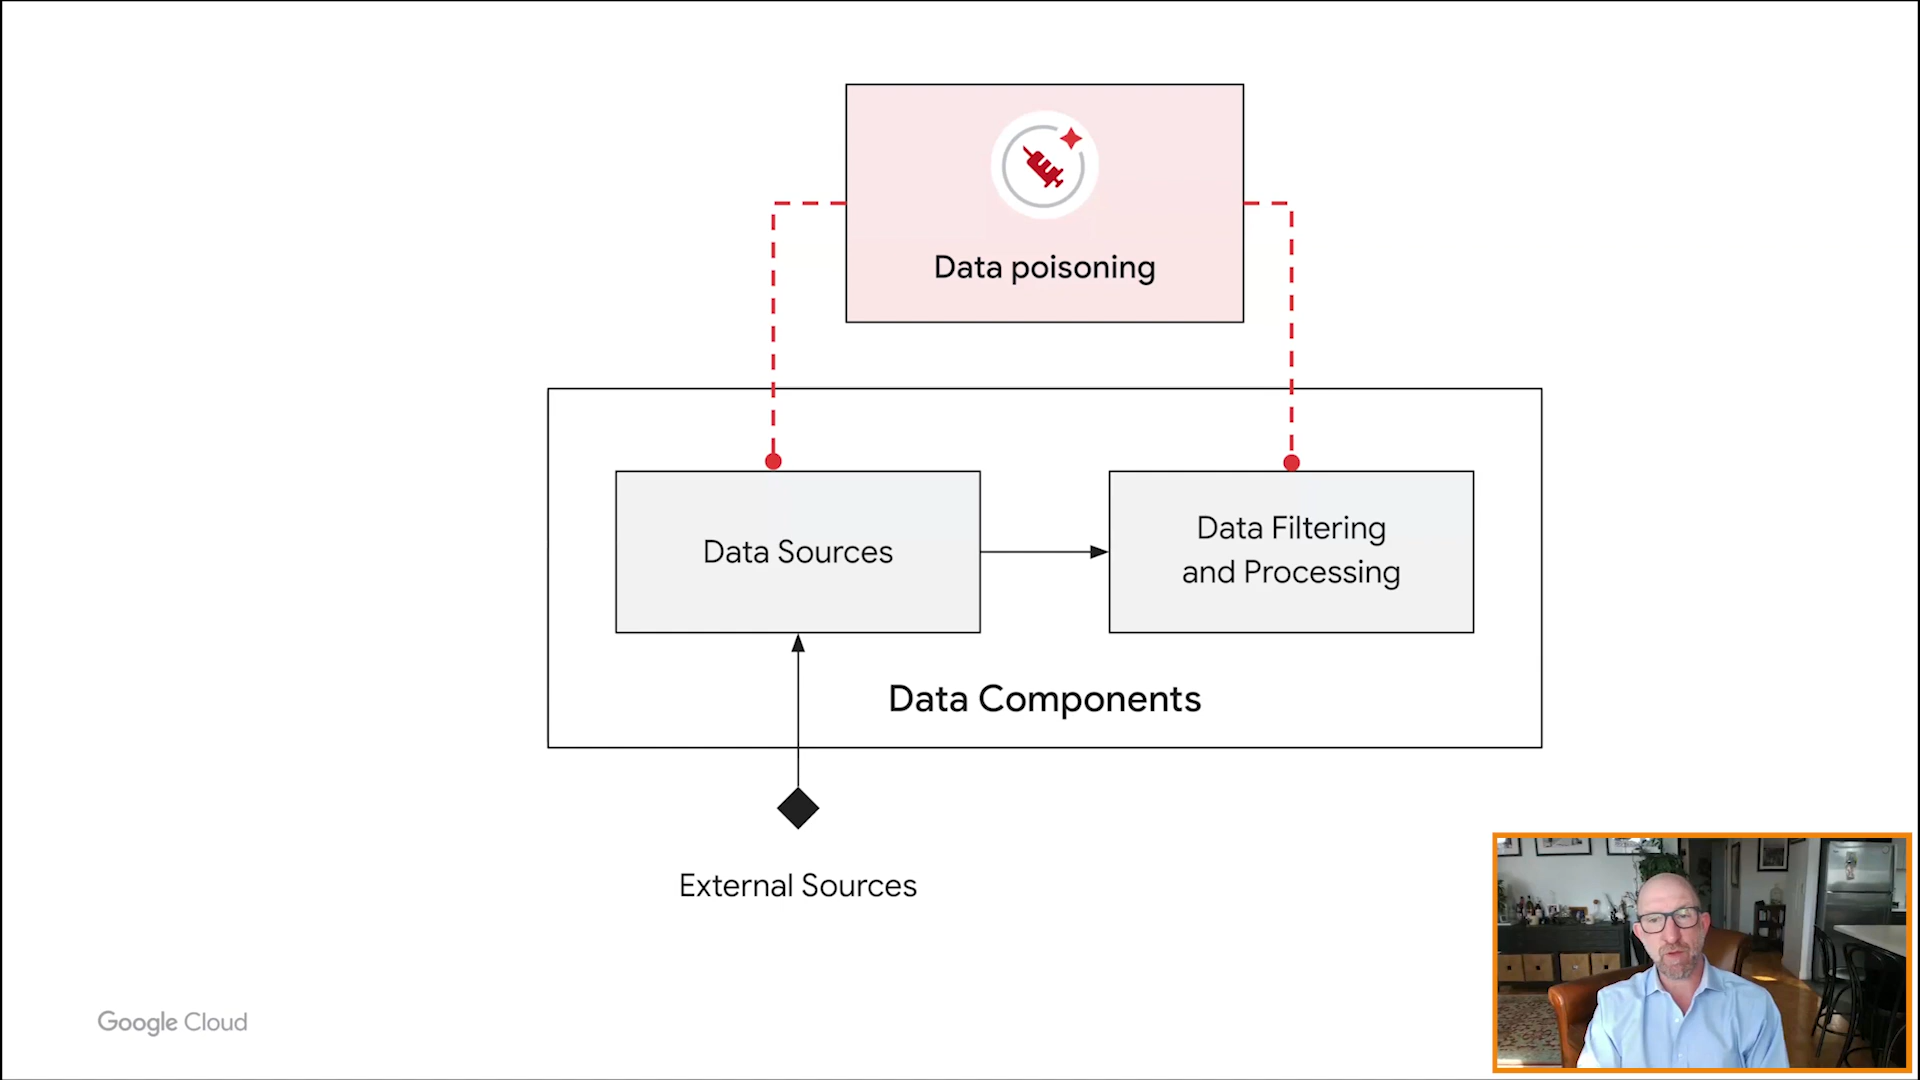 Data poisoning
Data Sources
Data Filtering
and Processing
Data Components
External Sources
Google Cloud